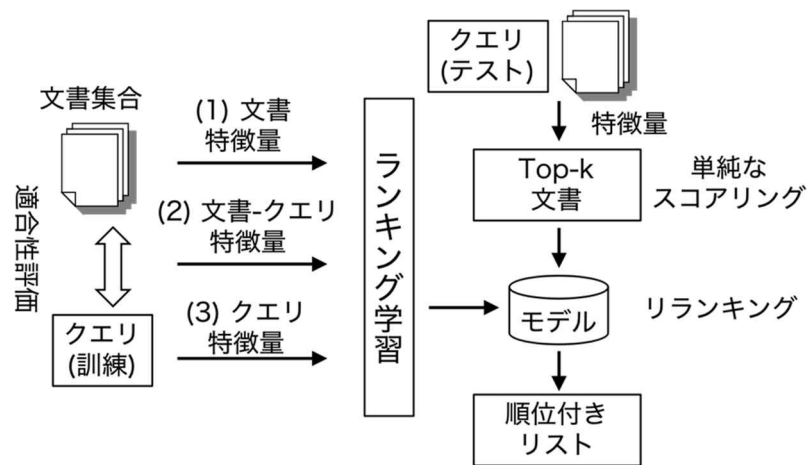 文書集合
適合性評価
クエリ
(訓練)
(1) 文書
特徴量
(2) 文書-クエリ
特徴量
(3) クエリ
特徴量
ランキング学習
クエリ
(テスト)
特徴量
Top-k
文書
単純な
スコアリング
モデル
リランキング
順位付き
リスト